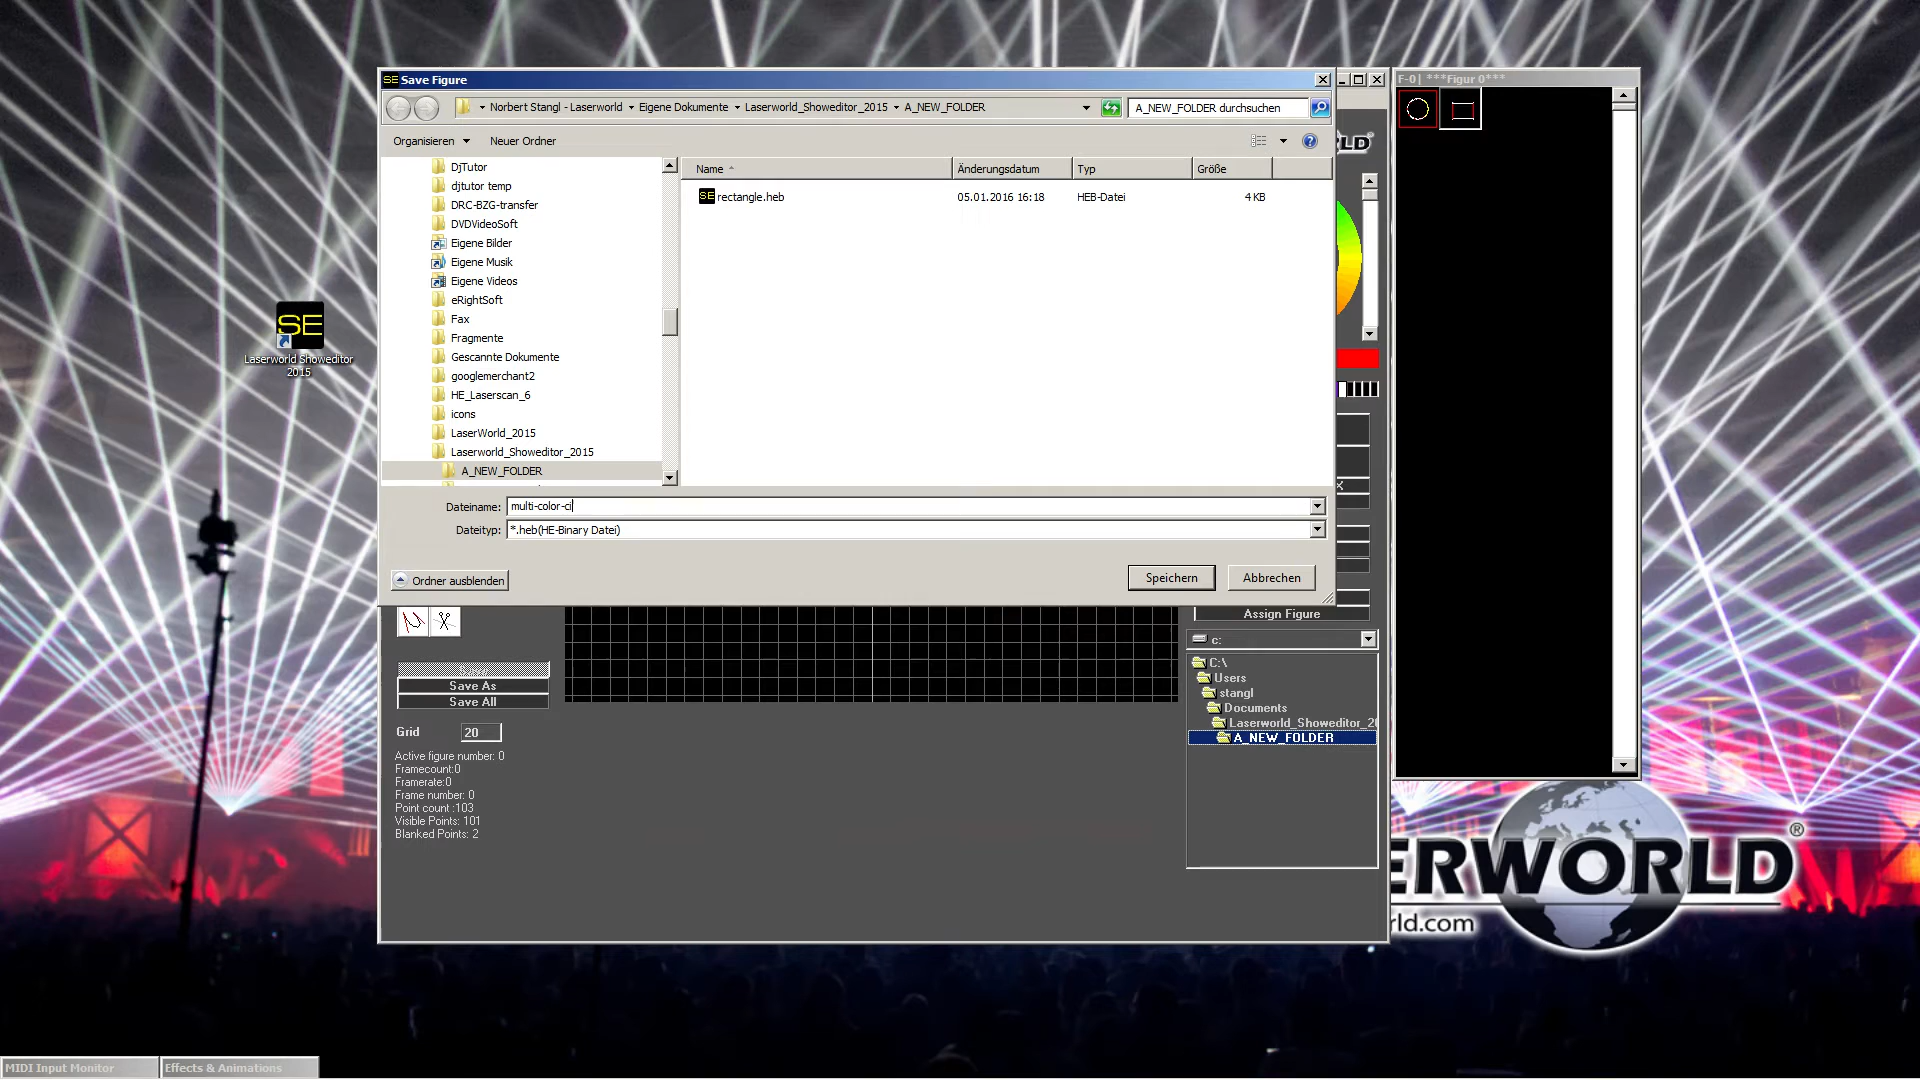 Save Figure
Norbert Stangl - Laserworld
Eigene Dokumente
Laserworld_Showeditor_2015
A_NEW_FOLDER
A_NEW_FOLDER durchsuchen
Organisieren
Neuer Ordner
DjTutor
djtutor temp
DRC-BZG-transfer
DVDVideoSoft
Eigene Bilder
Eigene Musik
Eigene Videos
eRightSoft
Fax
Fragmente
Gescannte Dokumente
googlemerchant2
HE_Laserscan_6
icons
LaserWorld_2015
Laserworld_Showeditor_2015
A_NEW_FOLDER
Name Änderungsdatum Typ Größe
rectangle.heb 05.01.2016 16:18 HEB-Datei 4 KB
Dateiname: multi-color-ci
Dateityp: *.heb(HE-Binary Datei)
Ordner ausblenden
Speichern
Abbrechen
F-0| ***Figur 0***
LD®
SE
Laserworld Showeditor
2015
Save As
Save All
Grid 20
Active figure number: 0
Framecount:0
Framerate:0
Frame number: 0
Point count :103
Visible Points: 101
Blanked Points: 2
Assign Figure
c:
C:\
Users
stangl
Documents
Laserworld_Showeditor_20
A_NEW_FOLDER
ERWORLD®
rld.com
MIDI Input Monitor
Effects & Animations